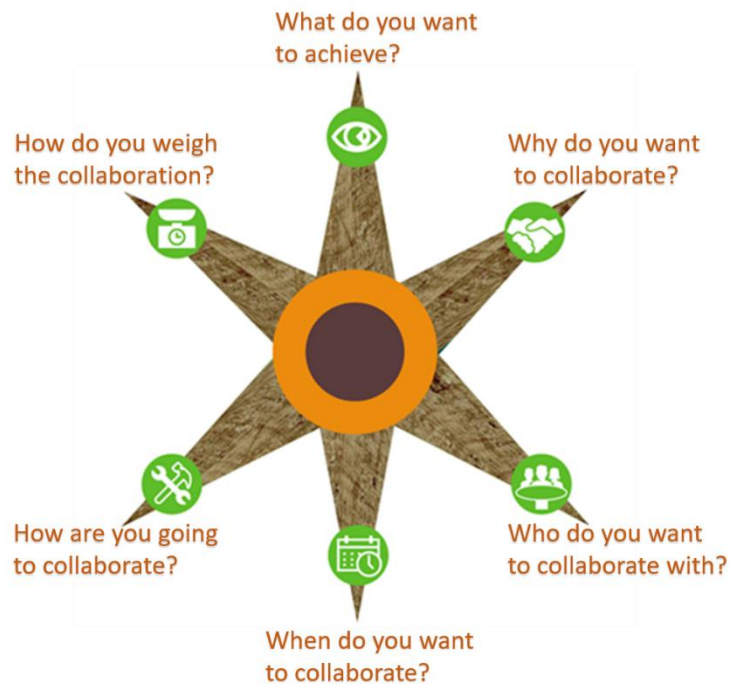 What do you want
to achieve?
Why do you want
to collaborate?
Who do you want
to collaborate with?
When do you want
to collaborate?
How are you going
to collaborate?
How do you weigh
the collaboration?